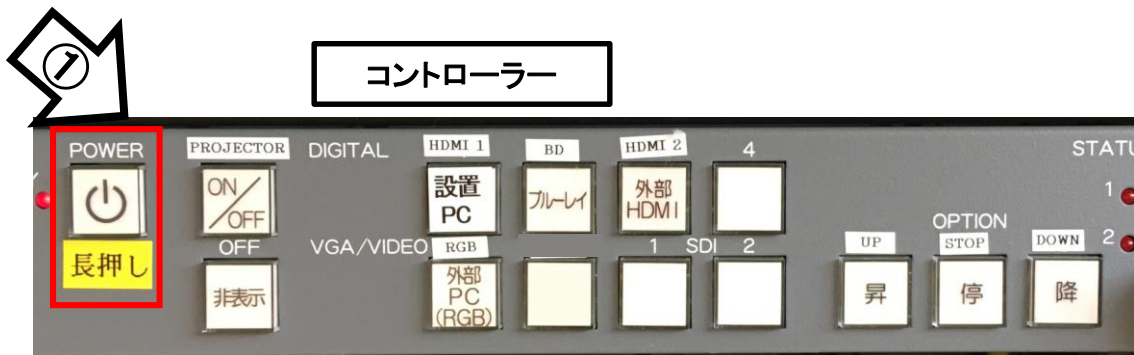 ①
コントローラー
POWER
PROJECTOR
DIGITAL
HDMI 1
BD
HDMI 2
4
STATU
ON/OFF
設置
PC
ブルーレイ
外部
HDMI
1
長押し
OFF
VGA/VIDEO
RGB
1
SDI
2
OPTION
UP
STOP
DOWN
2
非表示
外部
PC
(RGB)
昇
停
降